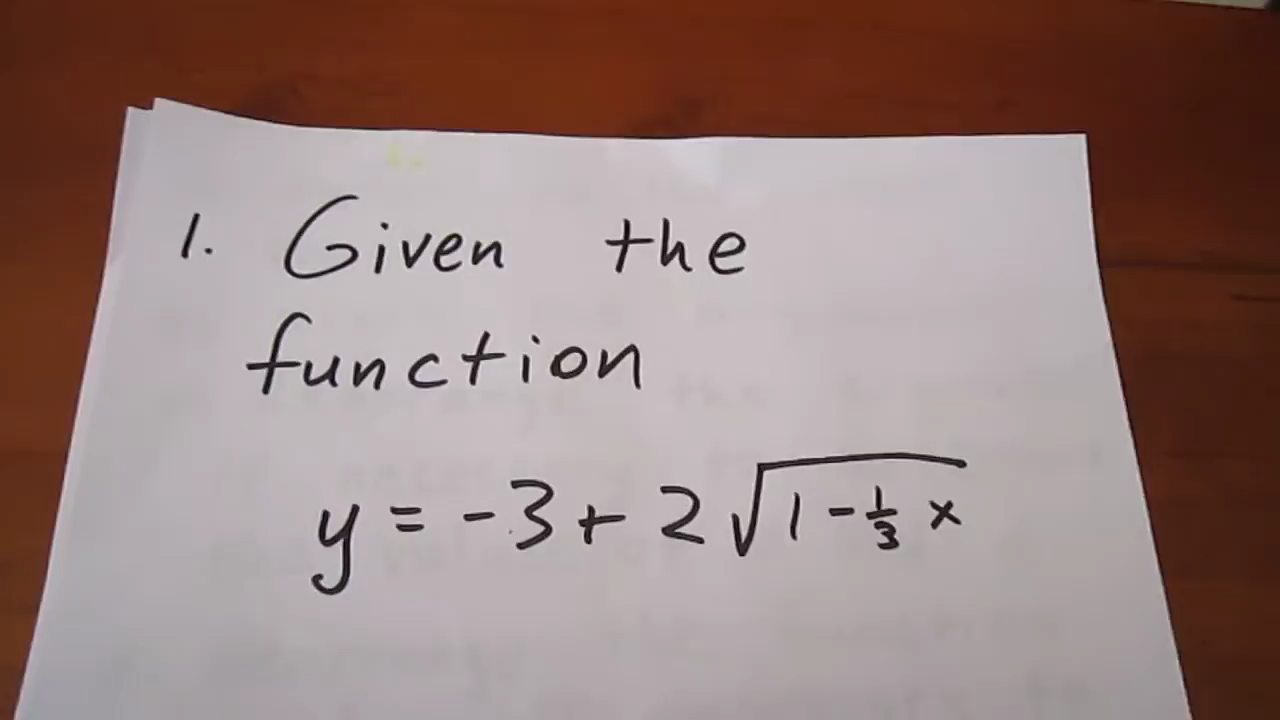 1. Given the
function
y = -3 + 2√(1 - 1/3 x)